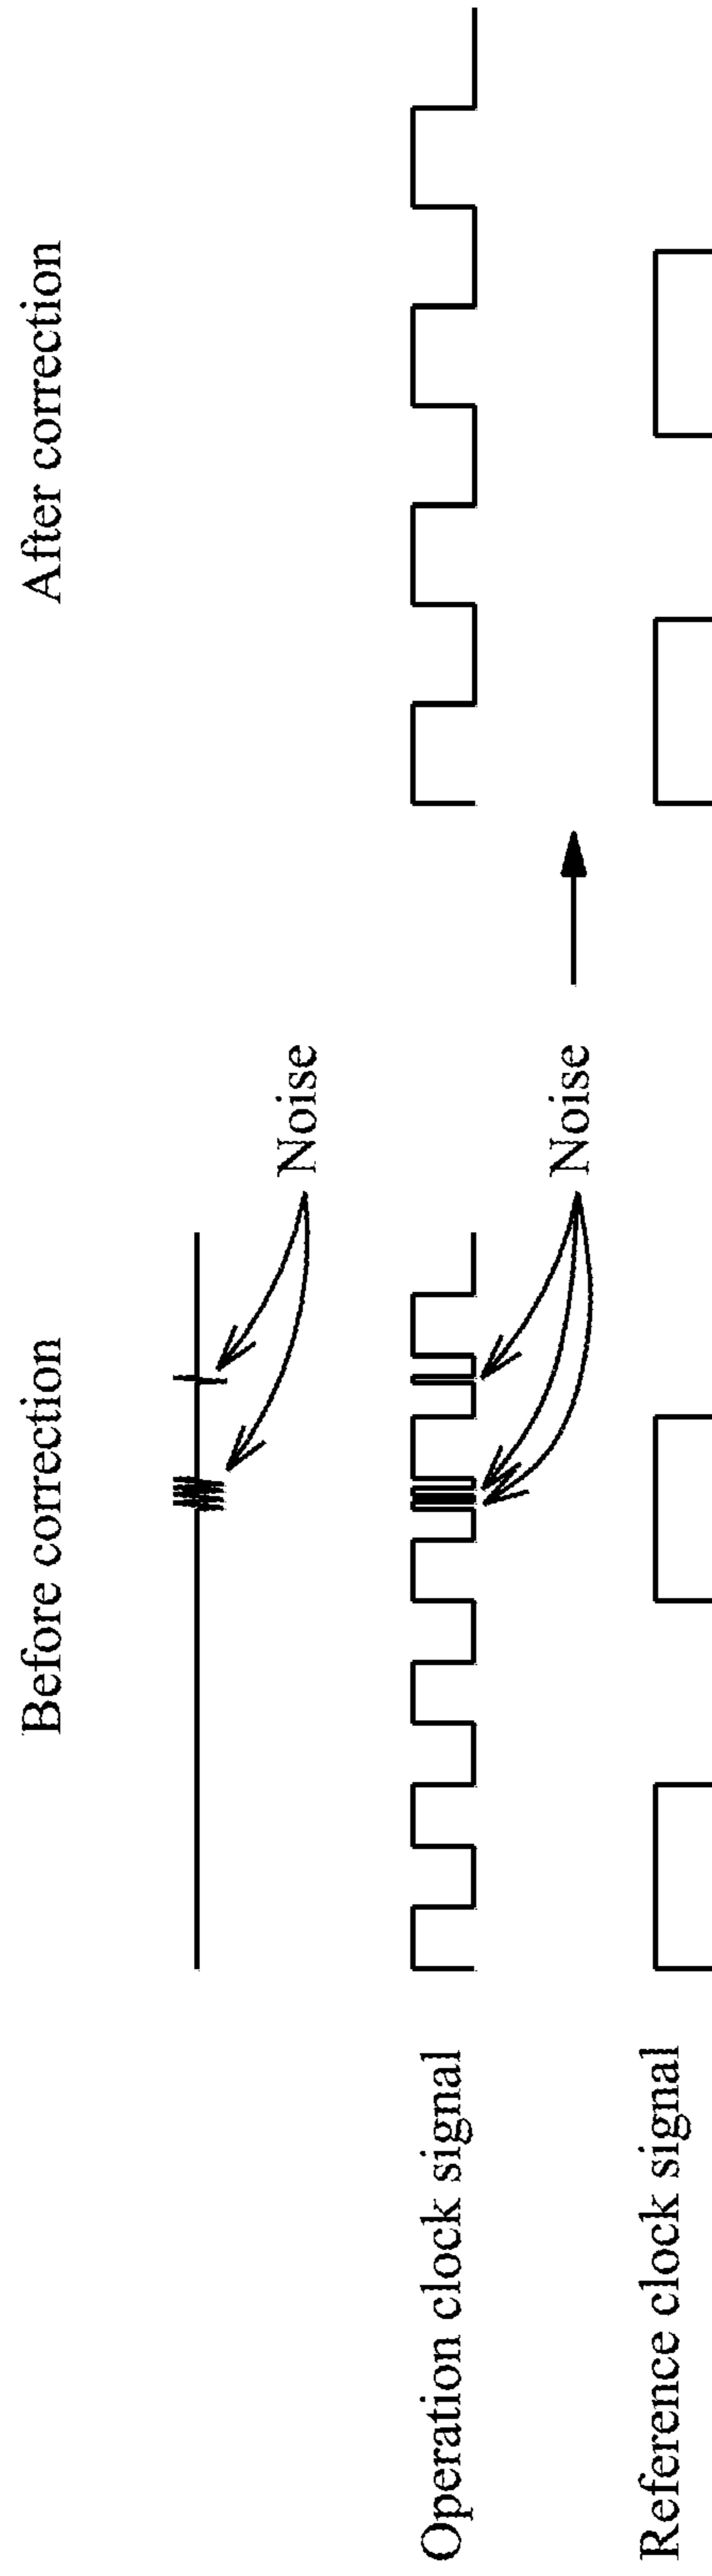 Before correction
After correction
Noise
Operation clock signal
Noise
Reference clock signal